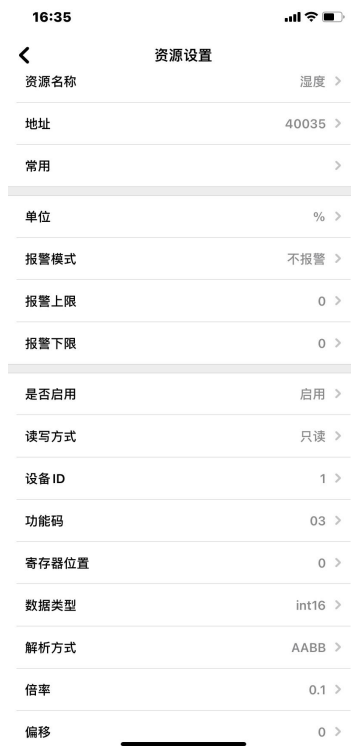 16:35
资源设置
资源名称 湿度
地址 40035
常用
单位 %
报警模式 不报警
报警上限 0
报警下限 0
是否启用 启用
读写方式 只读
设备ID 1
功能码 03
寄存器位置 0
数据类型 int16
解析方式 AABB
倍率 0.1
偏移 0